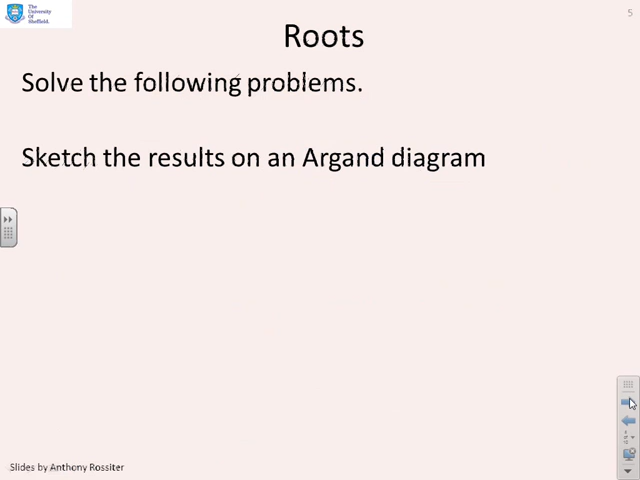 The
University
Of
Sheffield.
5
Roots
Solve the following problems.
Sketch the results on an Argand diagram
Slides by Anthony Rossiter